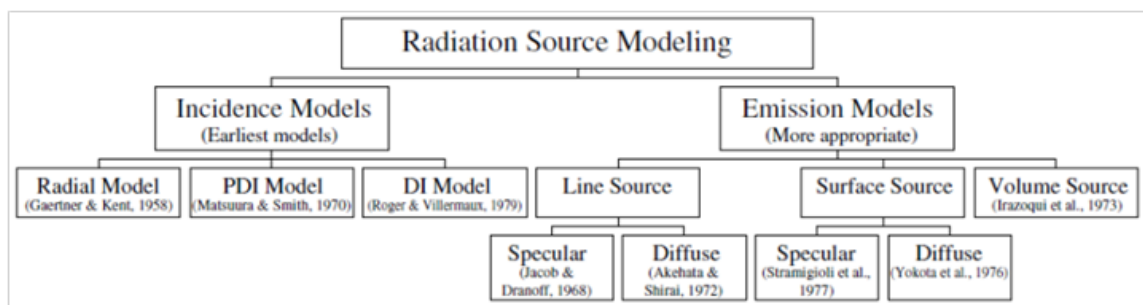 Radiation Source Modeling
Incidence Models
(Earliest models)
Emission Models
(More appropriate)
Radial Model
(Gaertner & Kent, 1958)
PDI Model
(Matsuura & Smith, 1970)
DI Model
(Roger & Villermaux, 1979)
Line Source
Surface Source
Volume Source
(Irazoqui et al., 1973)
Specular
(Jacob &
Dranoff, 1968)
Diffuse
(Akehata &
Shirai, 1972)
Specular
(Stramigioli et al.,
1977)
Diffuse
(Yokota et al., 1976)